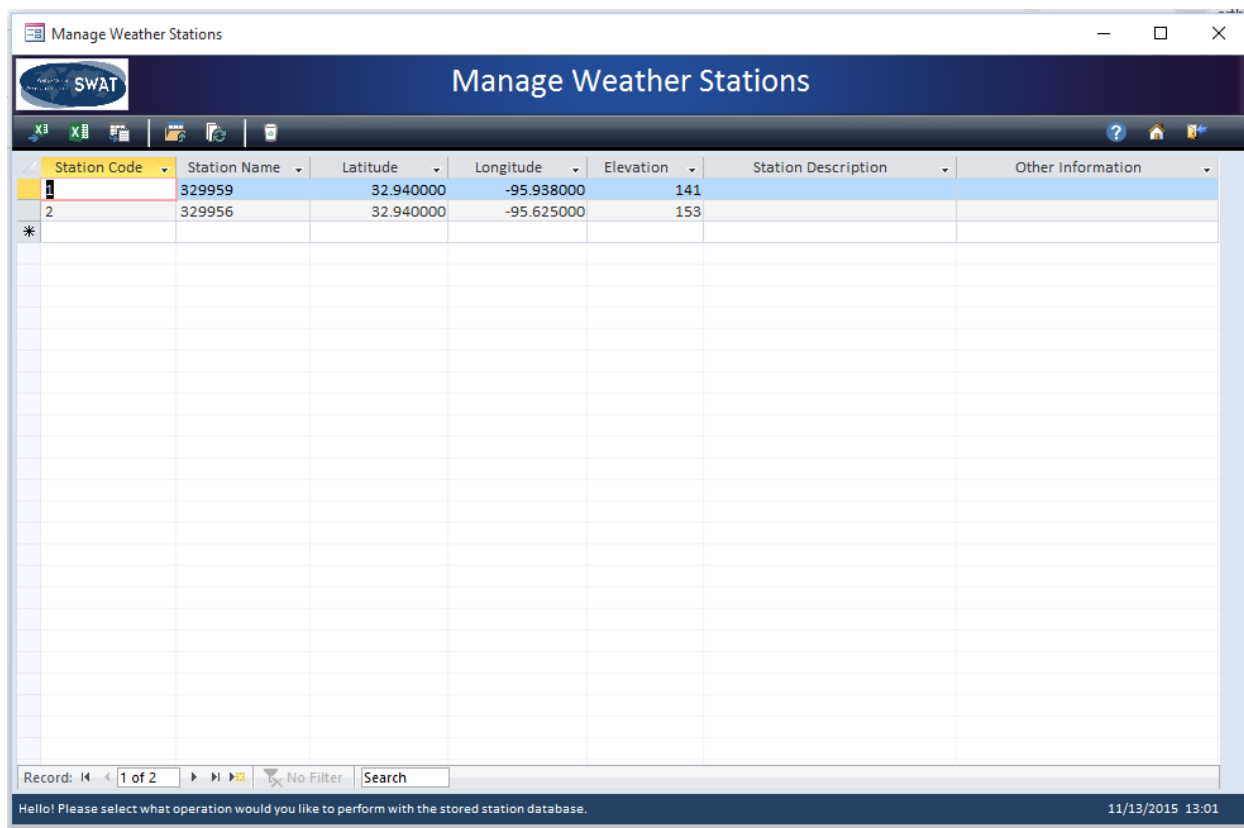 Manage Weather Stations
SWAT
Manage Weather Stations
?
Station Code Station Name Latitude Longitude Elevation Station Description Other Information
1 329959 32.940000 -95.938000 141
2 329956 32.940000 -95.625000 153
Record: 1 of 2 No Filter Search
Hello! Please select what operation would you like to perform with the stored station database. 11/13/2015 13:01